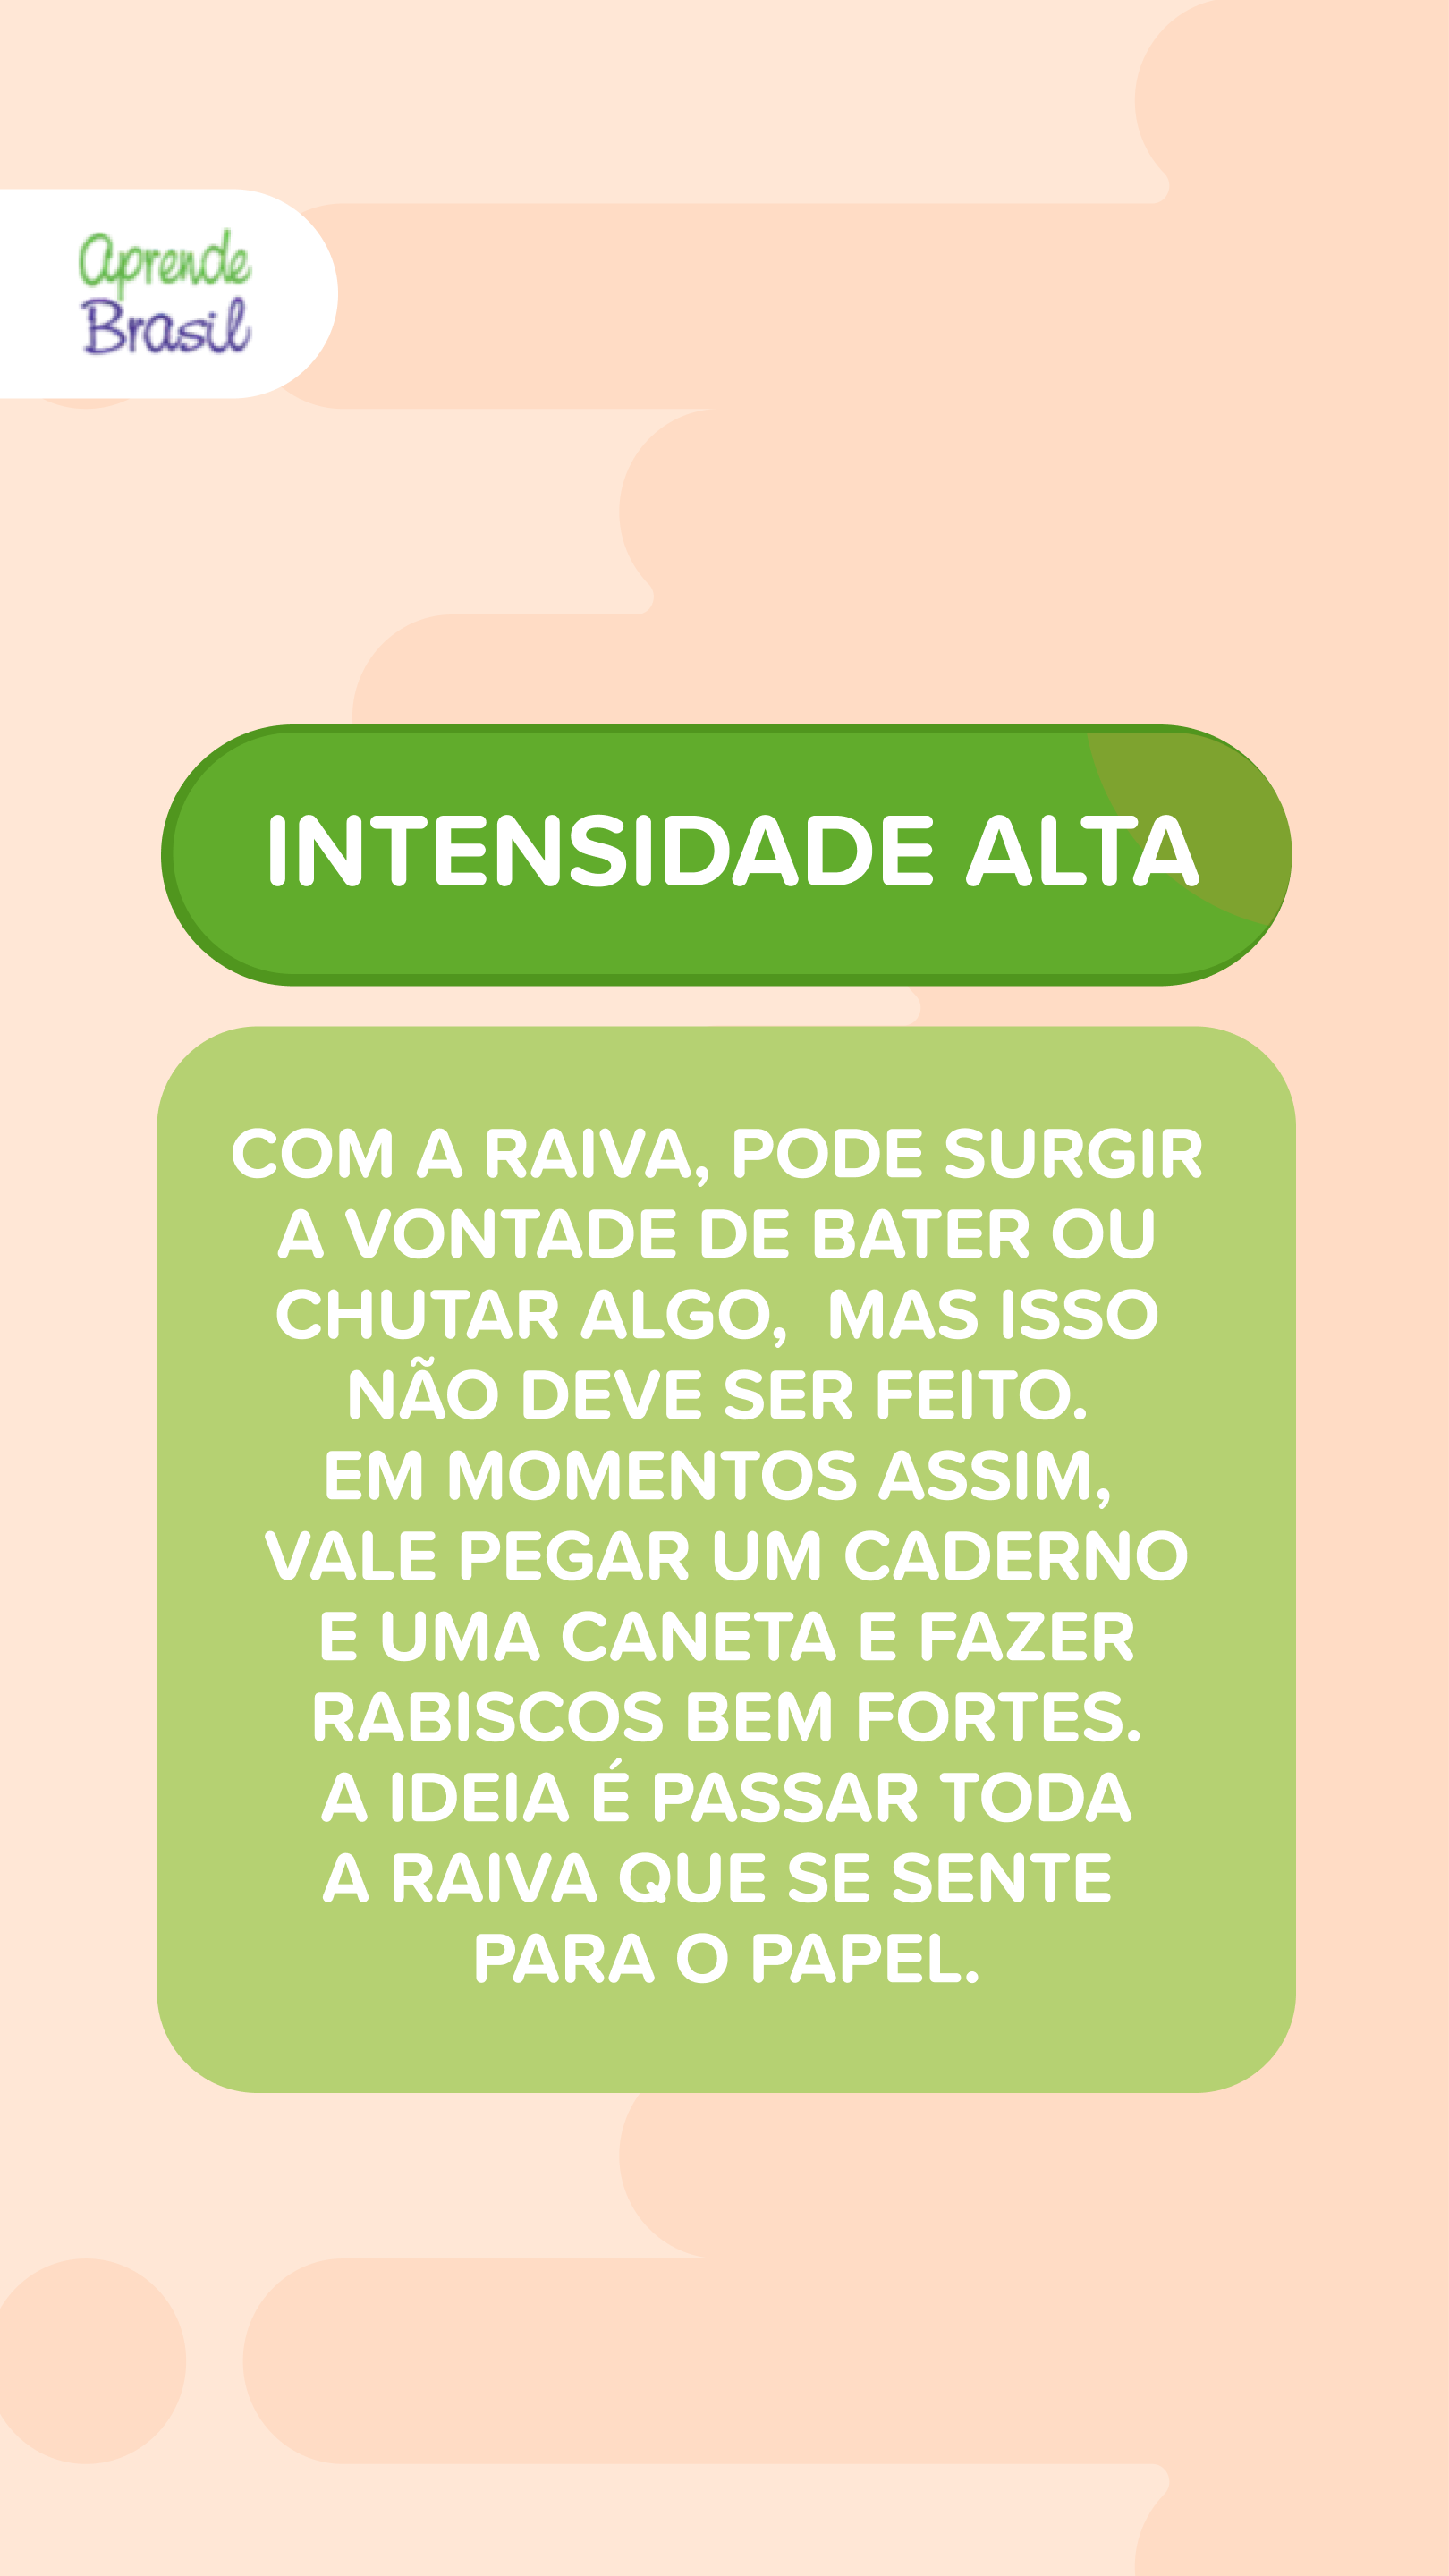 aprende
Brasil
INTENSIDADE ALTA
COM A RAIVA, PODE SURGIR
A VONTADE DE BATER OU
CHUTAR ALGO,  MAS ISSO
NÃO DEVE SER FEITO.
EM MOMENTOS ASSIM,
VALE PEGAR UM CADERNO
E UMA CANETA E FAZER
RABISCOS BEM FORTES.
A IDEIA É PASSAR TODA
A RAIVA QUE SE SENTE
PARA O PAPEL.